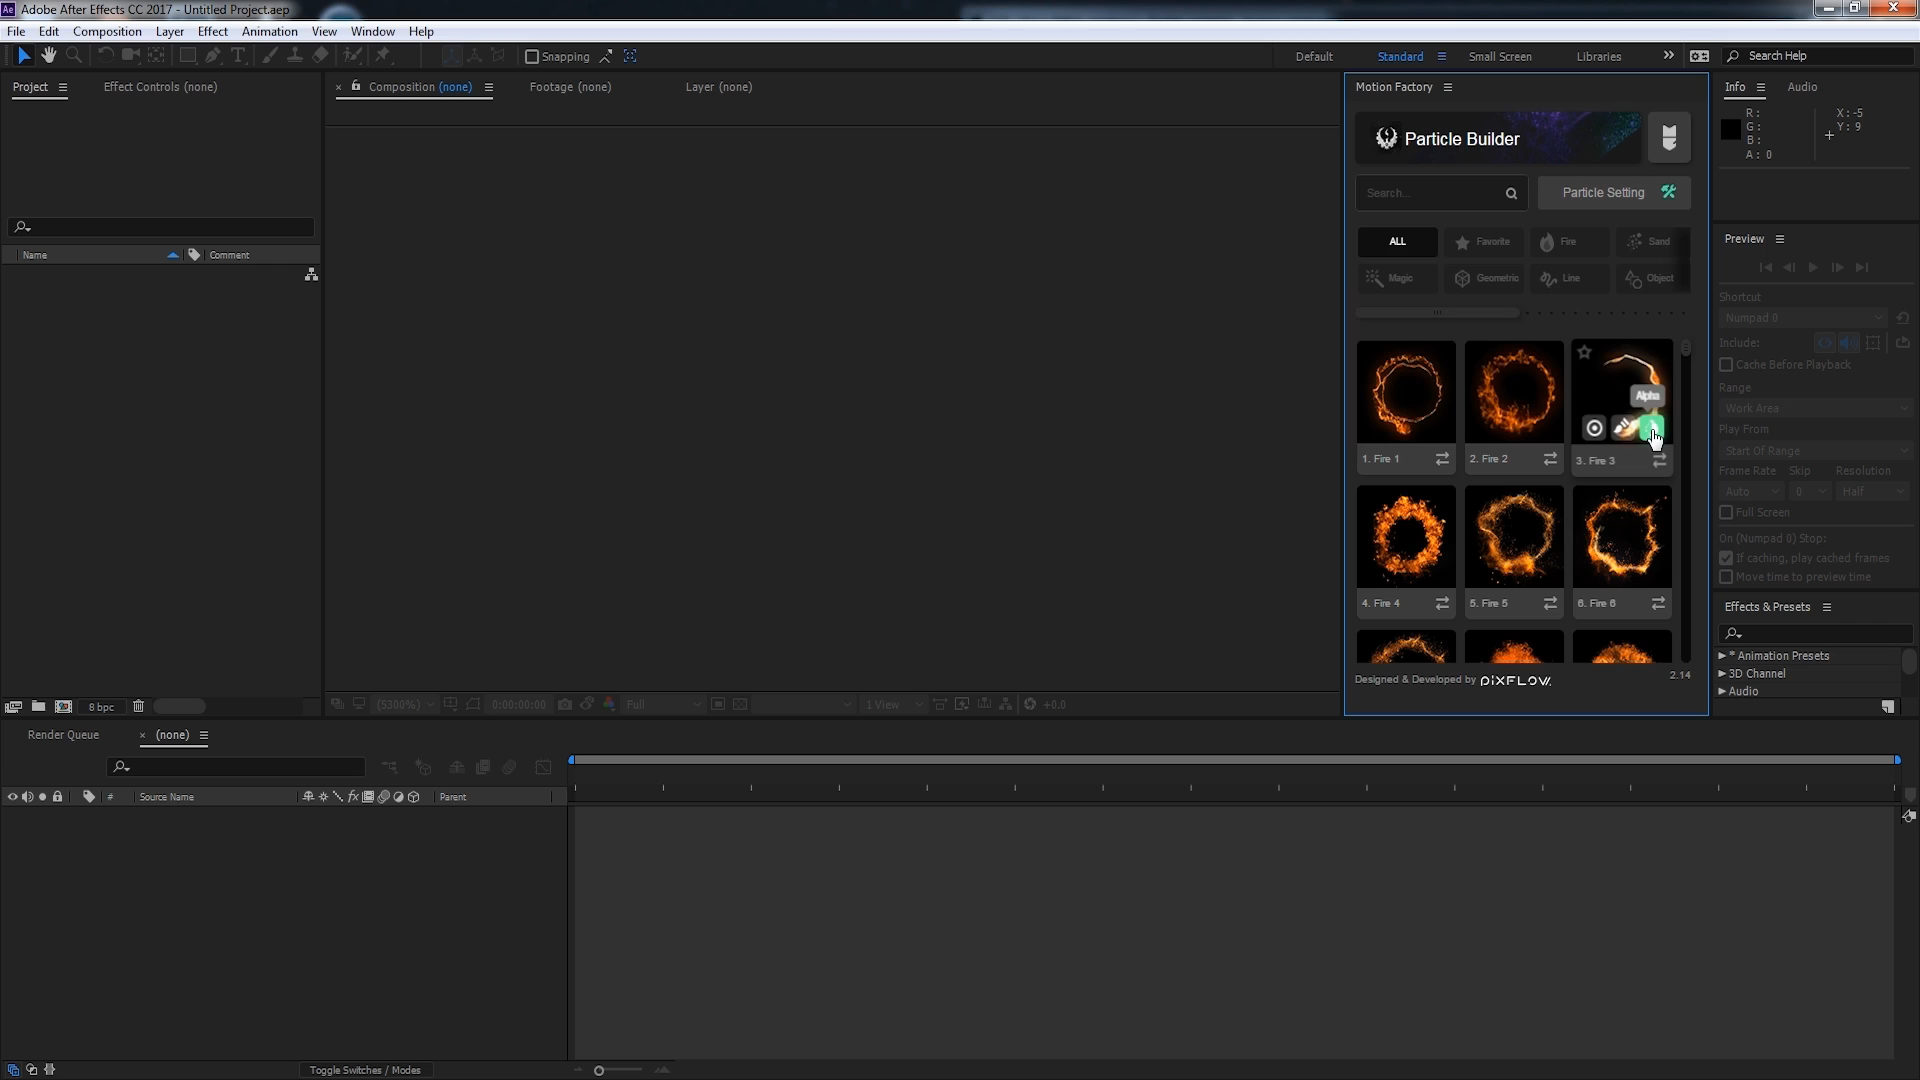 Adobe After Effects CC 2017 - Untitled Project.aep
File Edit Composition Layer Effect Animation View Window Help
Snapping
Default Standard Small Screen Libraries Search Help
Project Effect Controls (none)
Composition (none) Footage (none) Layer (none)
Motion Factory
Info Audio
R :
G :
B :
A : 0
X : -5
Y : 9
Particle Builder
Search...
Particle Setting
ALL Favorite Fire Sand
Magic Geometric Line Object
Name Comment
Preview
Shortcut
Numpad 0
Include:
Cache Before Playback
Range
Work Area
Play From
Start Of Range
Frame Rate Skip Resolution
Auto 0 Half
Full Screen
On (Numpad 0) Stop:
If caching, play cached frames
Move time to preview time
Alpha
1. Fire 1
2. Fire 2
3. Fire 3
4. Fire 4
5. Fire 5
6. Fire 6
Designed & Developed by PIXFLOW.
2.14
Effects & Presets
* Animation Presets
3D Channel
Audio
8 bpc
(5300%) 0:00:00:00 Full 1 View +0.0
Render Queue (none)
# Source Name fx Parent
Toggle Switches / Modes